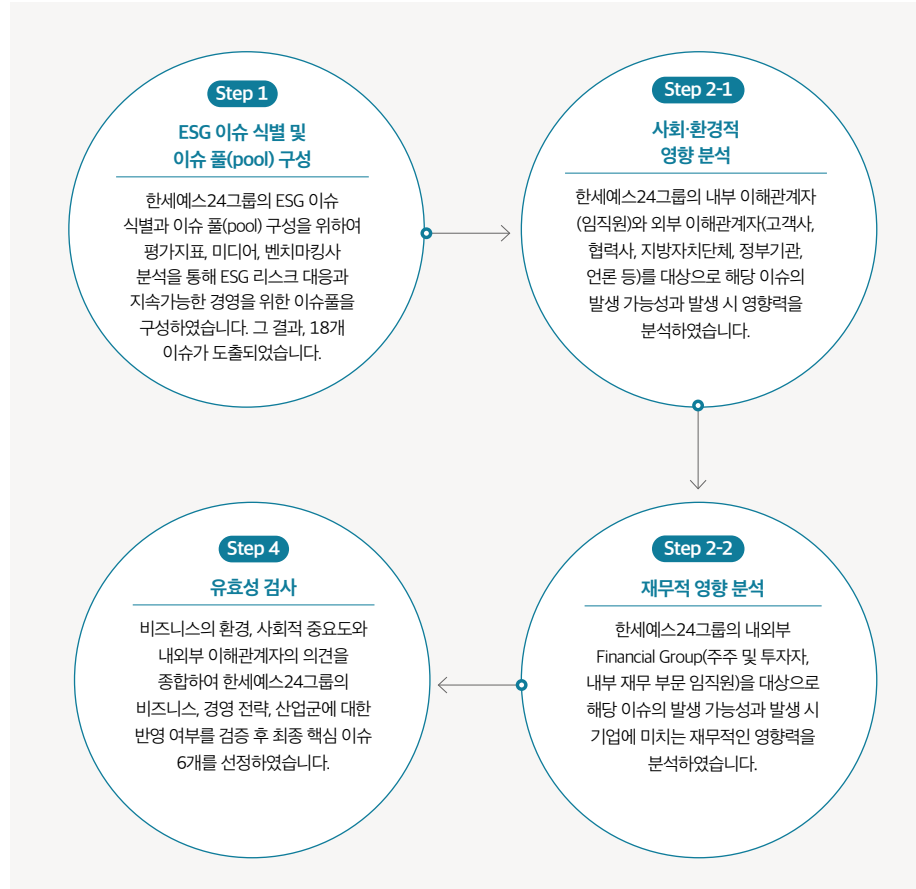 Step 1
ESG 이슈 식별 및
이슈 풀(pool) 구성
한세예스24그룹의 ESG 이슈
식별과 이슈 풀(pool) 구성을 위하여
평가지표, 미디어, 벤치마킹사
분석을 통해 ESG 리스크 대응과
지속가능한 경영을 위한 이슈풀을
구성하였습니다. 그 결과, 18개
이슈가 도출되었습니다.
Step 2-1
사회·환경적
영향 분석
한세예스24그룹의 내부 이해관계자
(임직원)와 외부 이해관계자(고객사,
협력사, 지방자치단체, 정부기관,
언론 등)를 대상으로 해당 이슈의
발생 가능성과 발생 시 영향력을
분석하였습니다.
Step 2-2
재무적 영향 분석
한세예스24그룹의 내외부
Financial Group(주주 및 투자자,
내부 재무 부문 임직원)을 대상으로
해당 이슈의 발생 가능성과 발생 시
기업에 미치는 재무적인 영향력을
분석하였습니다.
Step 4
유효성 검사
비즈니스의 환경, 사회적 중요도와
내외부 이해관계자의 의견을
종합하여 한세예스24그룹의
비즈니스, 경영 전략, 산업군에 대한
반영 여부를 검증 후 최종 핵심 이슈
6개를 선정하였습니다.